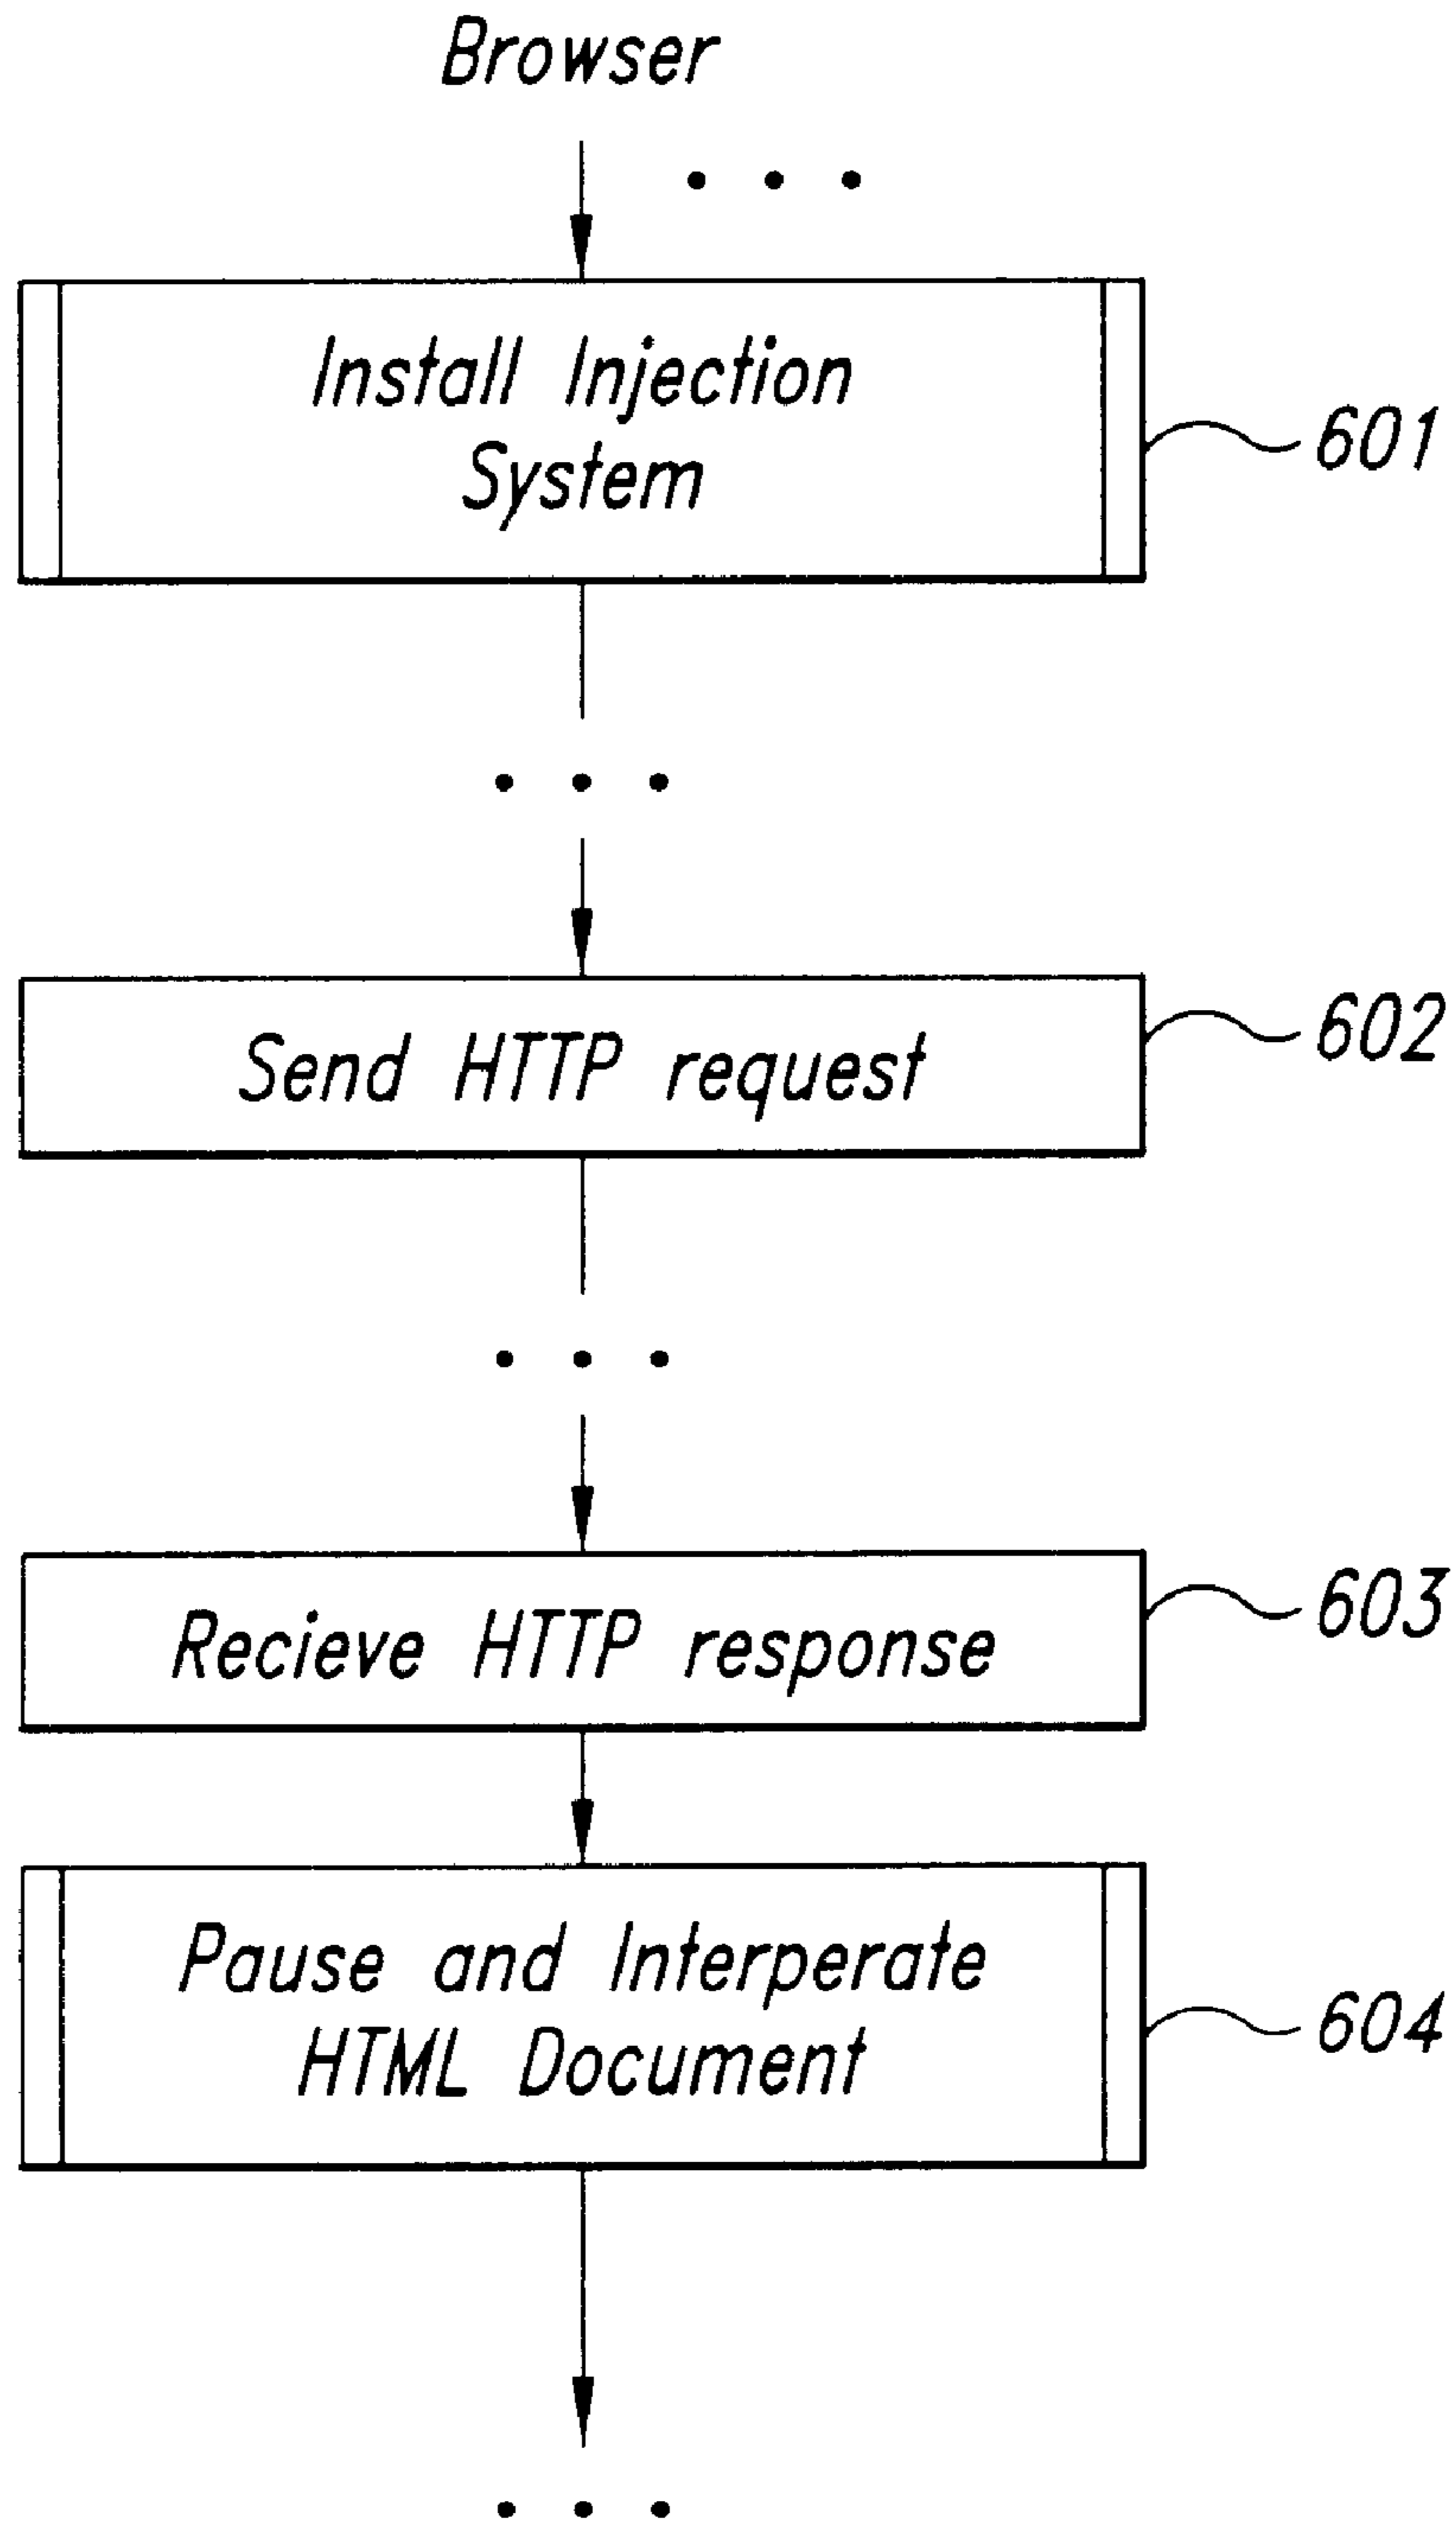 Browser
. . .
Install Injection
System
601
. . .
Send HTTP request
602
. . .
Recieve HTTP response
603
Pause and Interperate
HTML Document
604
. . .